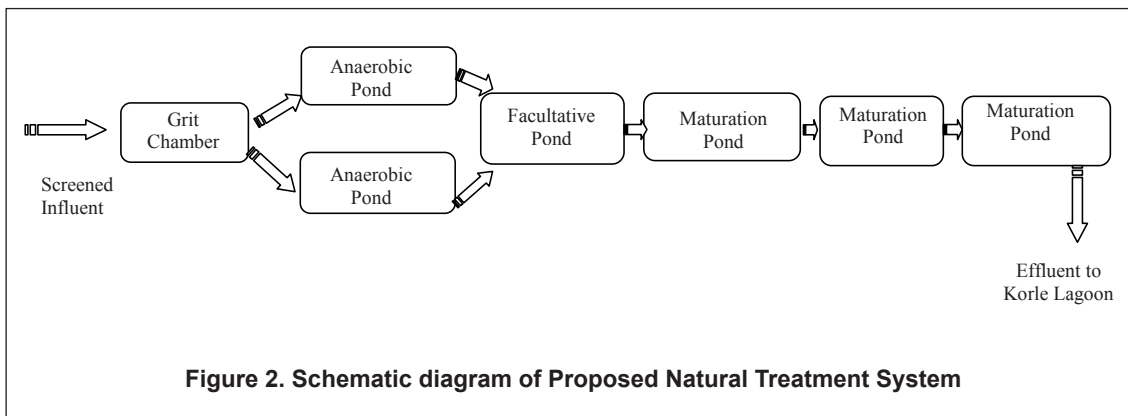 Screened
Influent
Grit
Chamber
Anaerobic
Pond
Anaerobic
Pond
Facultative
Pond
Maturation
Pond
Maturation
Pond
Maturation
Pond
Effluent to
Korle Lagoon
Figure 2. Schematic diagram of Proposed Natural Treatment System